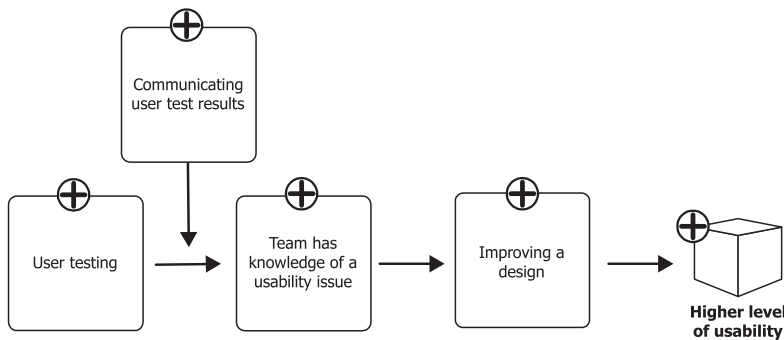 Communicating
user test results
User testing
Team has
knowledge of a
usability issue
Improving a
design
Higher level
of usability